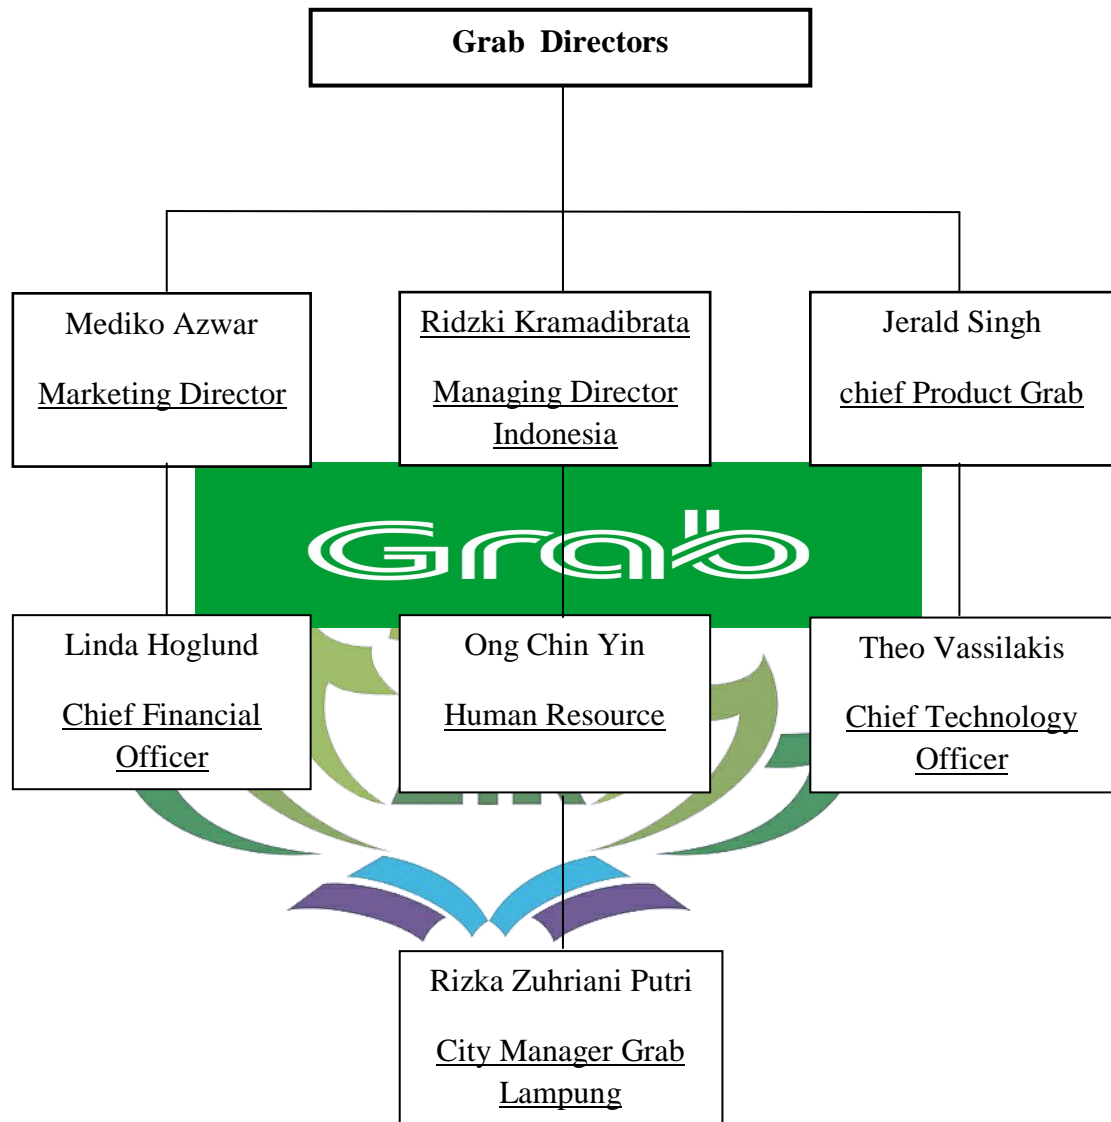 Grab Directors
Mediko Azwar
Marketing Director
Ridzki Kramadibrata
Managing Director
Indonesia
Jerald Singh
chief Product Grab
Grab
Linda Hoglund
Chief Financial
Officer
Ong Chin Yin
Human Resource
Theo Vassilakis
Chief Technology
Officer
Rizka Zuhriani Putri
City Manager Grab
Lampung